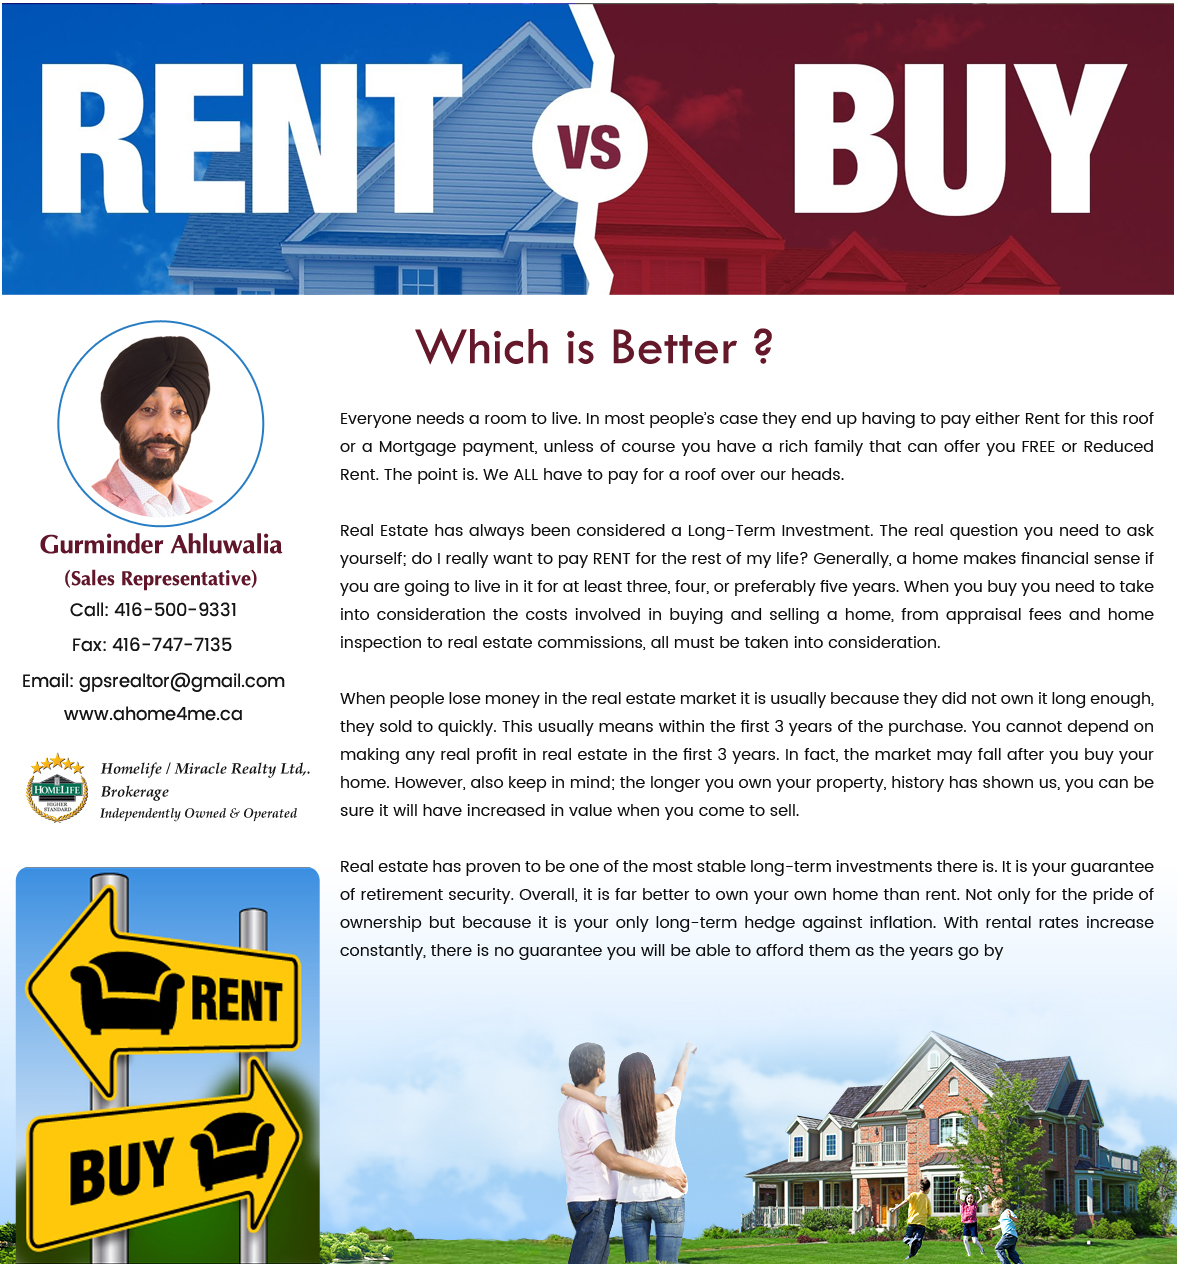 RENT
VS
BUY
Which is Better ?
Gurminder Ahluwalia
(Sales Representative)
Call: 416-500-9331
Fax: 416-747-7135
Email: gpsrealtor@gmail.com
www.ahome4me.ca
HOMELIFE
HIGHER
STANDARD
Homelife / Miracle Realty Ltd,.
Brokerage
Independently Owned & Operated
RENT
BUY
Everyone needs a room to live. In most people's case they end up having to pay either Rent for this roof
or a Mortgage payment, unless of course you have a rich family that can offer you FREE or Reduced
Rent. The point is. We ALL have to pay for a roof over our heads.
Real Estate has always been considered a Long-Term Investment. The real question you need to ask
yourself; do I really want to pay RENT for the rest of my life? Generally, a home makes financial sense if
you are going to live in it for at least three, four, or preferably five years. When you buy you need to take
into consideration the costs involved in buying and selling a home, from appraisal fees and home
inspection to real estate commissions, all must be taken into consideration.
When people lose money in the real estate market it is usually because they did not own it long enough,
they sold to quickly. This usually means within the first 3 years of the purchase. You cannot depend on
making any real profit in real estate in the first 3 years. In fact, the market may fall after you buy your
home. However, also keep in mind; the longer you own your property, history has shown us, you can be
sure it will have increased in value when you come to sell.
Real estate has proven to be one of the most stable long-term investments there is. It is your guarantee
of retirement security. Overall, it is far better to own your own home than rent. Not only for the pride of
ownership but because it is your only long-term hedge against inflation. With rental rates increase
constantly, there is no guarantee you will be able to afford them as the years go by